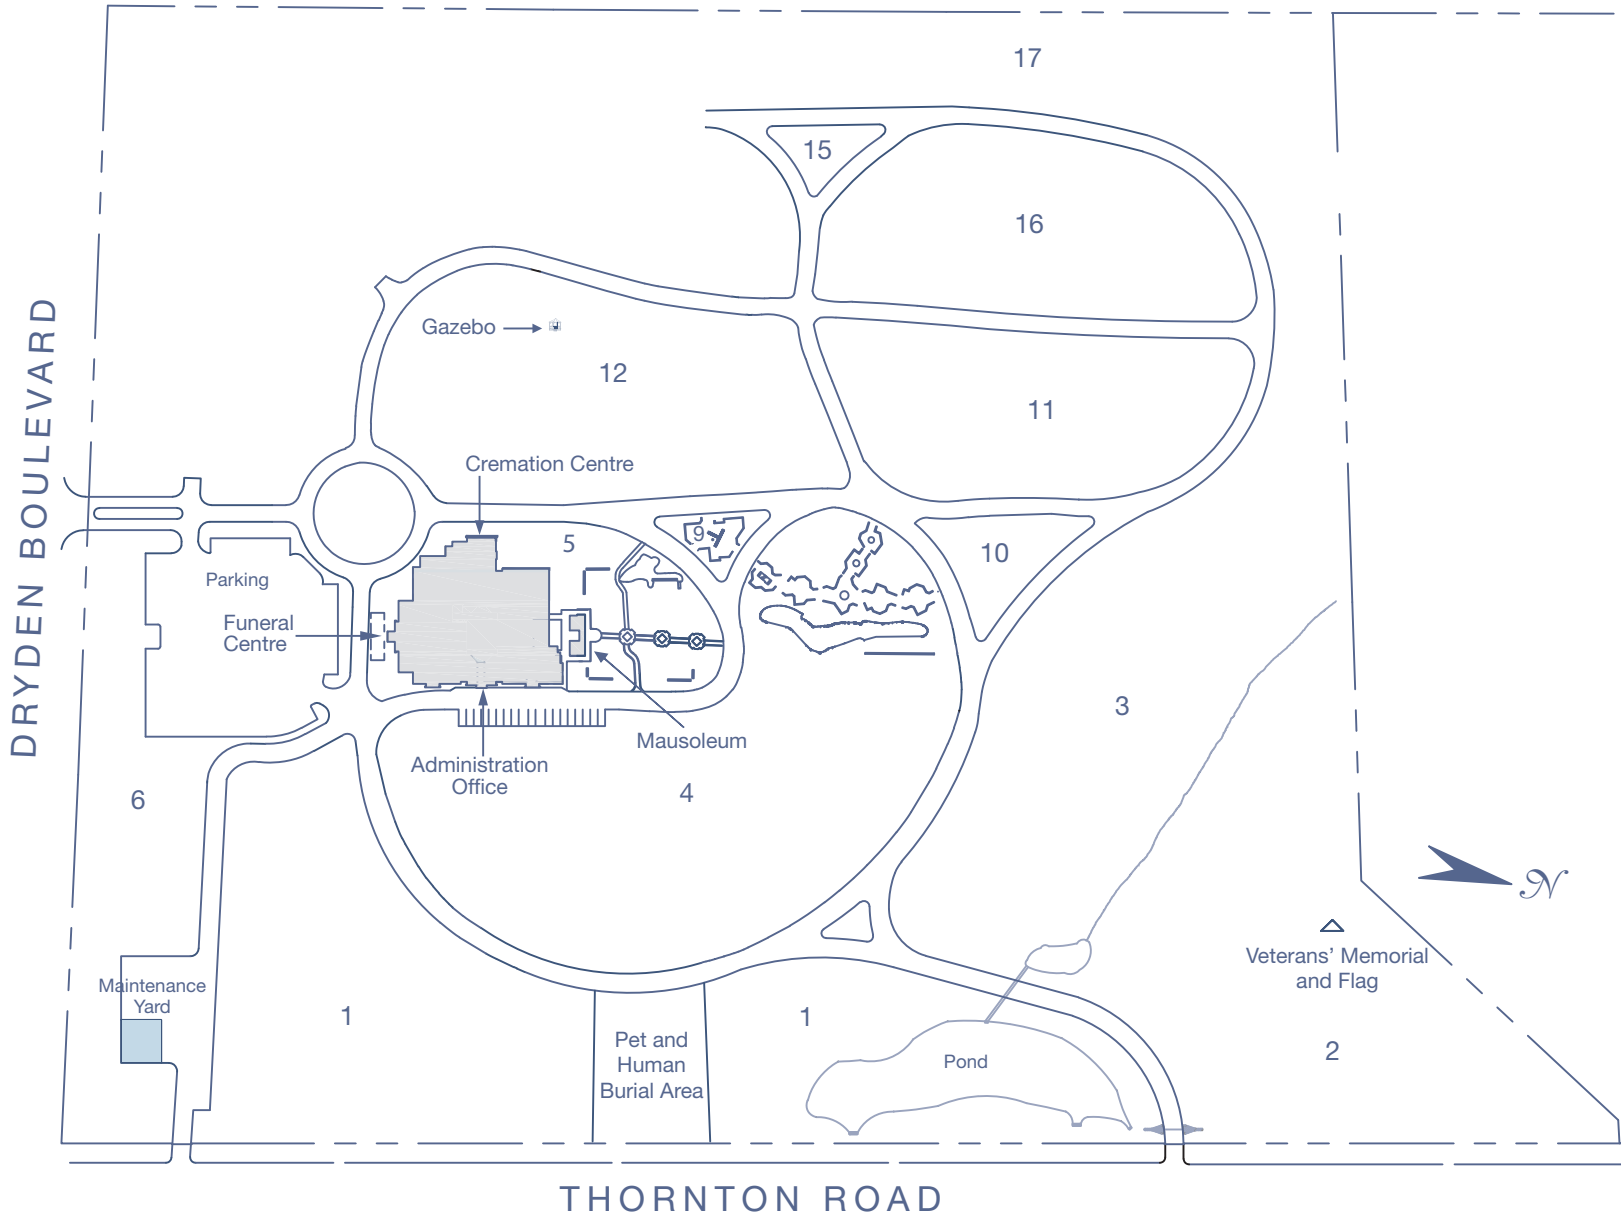 17
15
16
DRYDEN BOULEVARD
Gazebo
12
11
Cremation Centre
9
5
10
Parking
Funeral
Centre
3
Mausoleum
Administration
Office
4
6
N
Veterans' Memorial
and Flag
Maintenance
Yard
1
1
Pet and
Human
Burial Area
Pond
2
THORNTON ROAD